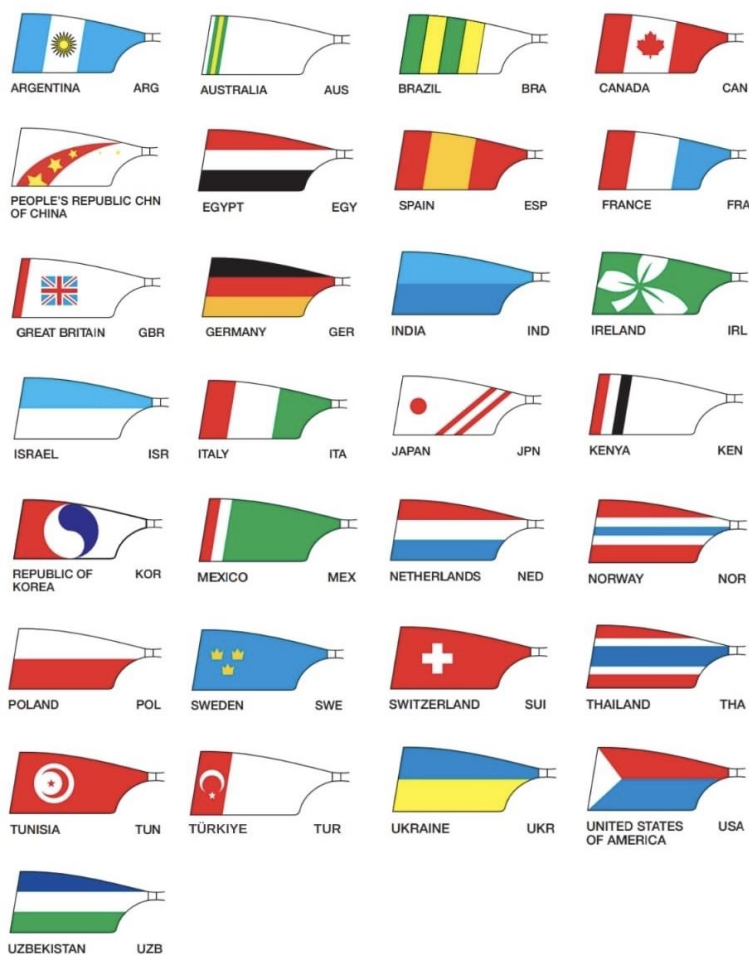 ARGENTINA ARG
AUSTRALIA AUS
BRAZIL BRA
CANADA CAN
PEOPLE'S REPUBLIC CHN
OF CHINA
EGYPT EGY
SPAIN ESP
FRANCE FRA
GREAT BRITAIN GBR
GERMANY GER
INDIA IND
IRELAND IRL
ISRAEL ISR
ITALY ITA
JAPAN JPN
KENYA KEN
REPUBLIC OF KOR
KOREA
MEXICO MEX
NETHERLANDS NED
NORWAY NOR
POLAND POL
SWEDEN SWE
SWITZERLAND SUI
THAILAND THA
TUNISIA TUN
TÜRKIYE TUR
UKRAINE UKR
UNITED STATES USA
OF AMERICA
UZBEKISTAN UZB